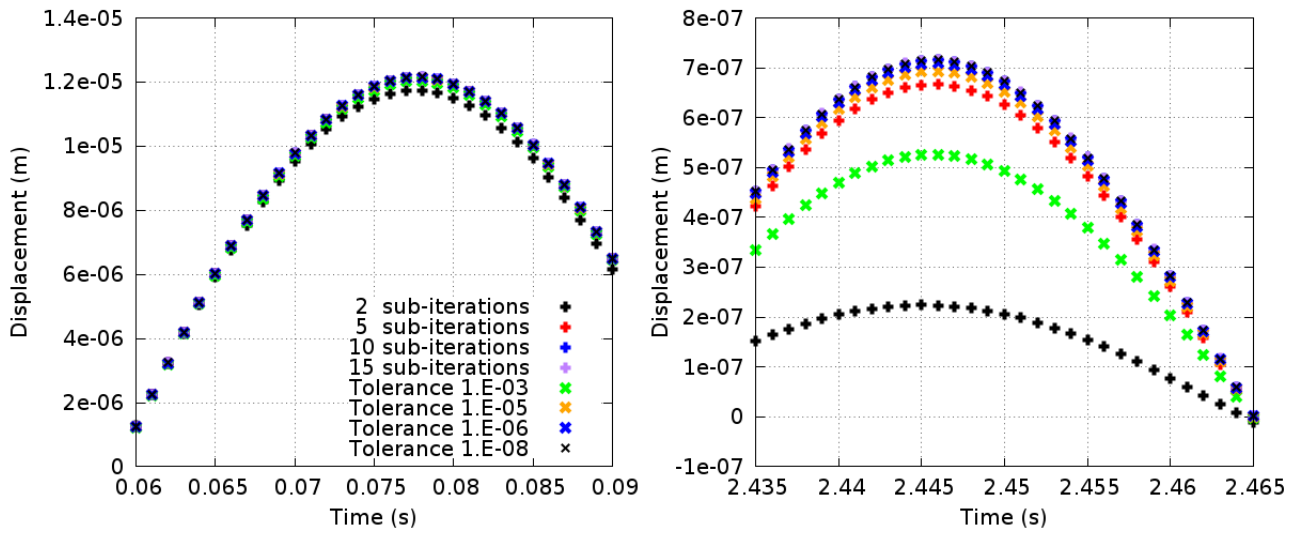 1.4e-05
1.2e-05
1e-05
8e-06
6e-06
4e-06
2e-06
0
Displacement (m)
2 sub-iterations
5 sub-iterations
10 sub-iterations
15 sub-iterations
Tolerance 1.E-03
Tolerance 1.E-05
Tolerance 1.E-06
Tolerance 1.E-08
0.06 0.065 0.07 0.075 0.08 0.085 0.09
Time (s)
8e-07
7e-07
6e-07
5e-07
4e-07
3e-07
2e-07
1e-07
0
-1e-07
Displacement (m)
2.435 2.44 2.445 2.45 2.455 2.46 2.465
Time (s)